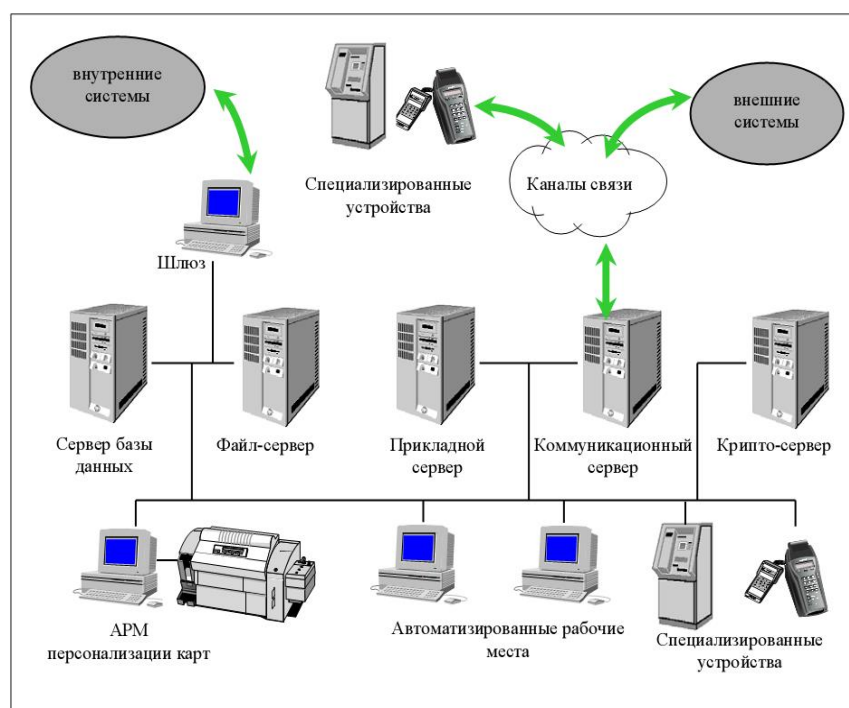 внутренние
системы
внешние
системы
Каналы связи
Специализированные
устройства
Шлюз
Сервер базы
данных
Файл-сервер
Прикладной
сервер
Коммуникационный
сервер
Крипто-сервер
АРМ
персонализации карт
Автоматизированные рабочие
места
Специализированные
устройства